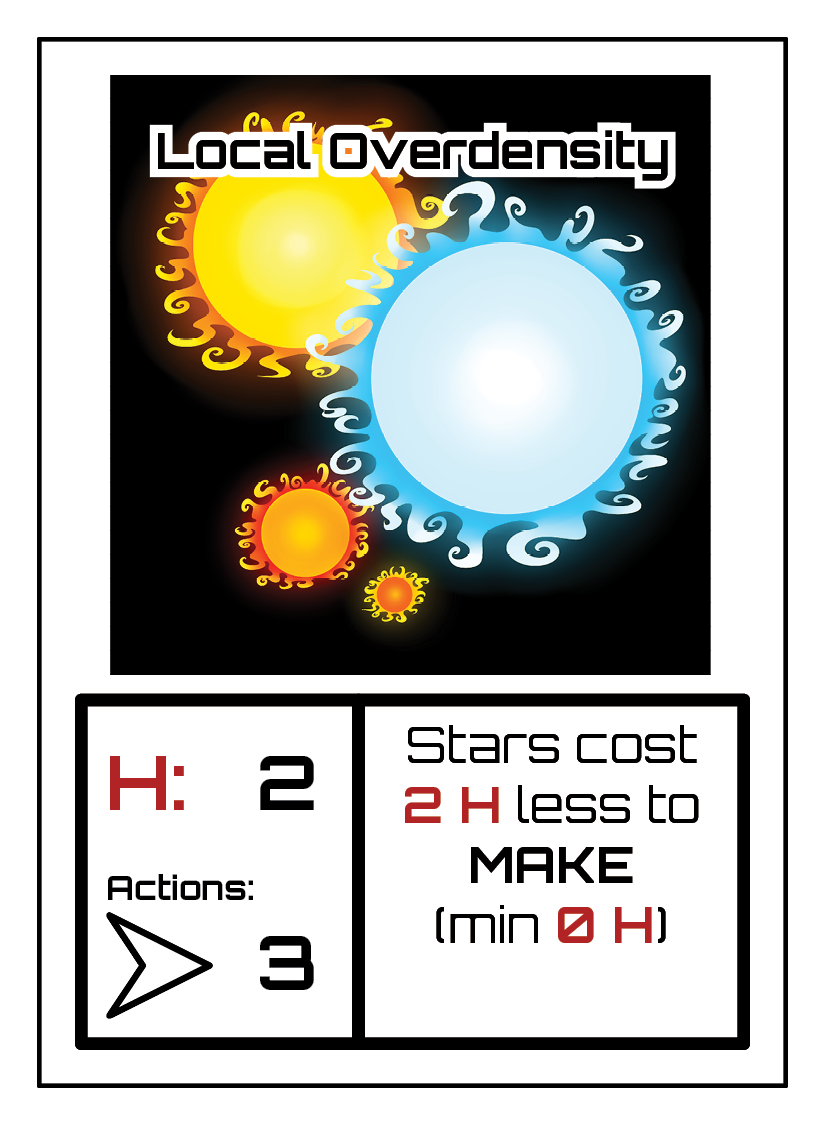 Local Overdensity
H: 2
Actions:
3
Stars cost
2 H less to
MAKE
(min 0 H)